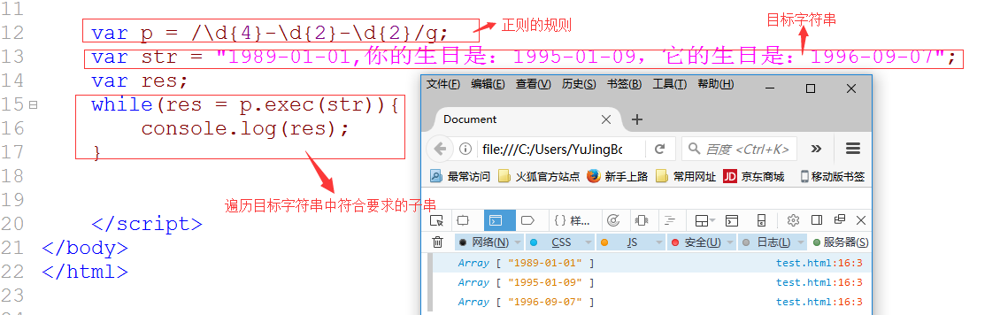 11
12 var p = /\d{4}-\d{2}-\d{2}/g;
正则的规则
目标字符串
13 var str = "1989-01-01,你的生日是：1995-01-09，它的生日是：1996-09-07";
14 var res;
15 while(res = p.exec(str)){
16 console.log(res);
17 }
18
19
遍历目标字符串中符合要求的子串
20 </script>
21 </body>
22 </html>
23
文件(F) 编辑(E) 查看(V) 历史(S) 书签(B) 工具(T) 帮助(H)
Document
file:///C:/Users/YuJingBo
百度 <Ctrl+K>
最常访问 火狐官方站点 新手上路 常用网址 JD 京东商城 移动版书签
{ } 样...
网络(N) CSS JS 安全(U) 日志(L) 服务器(S)
Array [ "1989-01-01" ] test.html:16:3
Array [ "1995-01-09" ] test.html:16:3
Array [ "1996-09-07" ] test.html:16:3